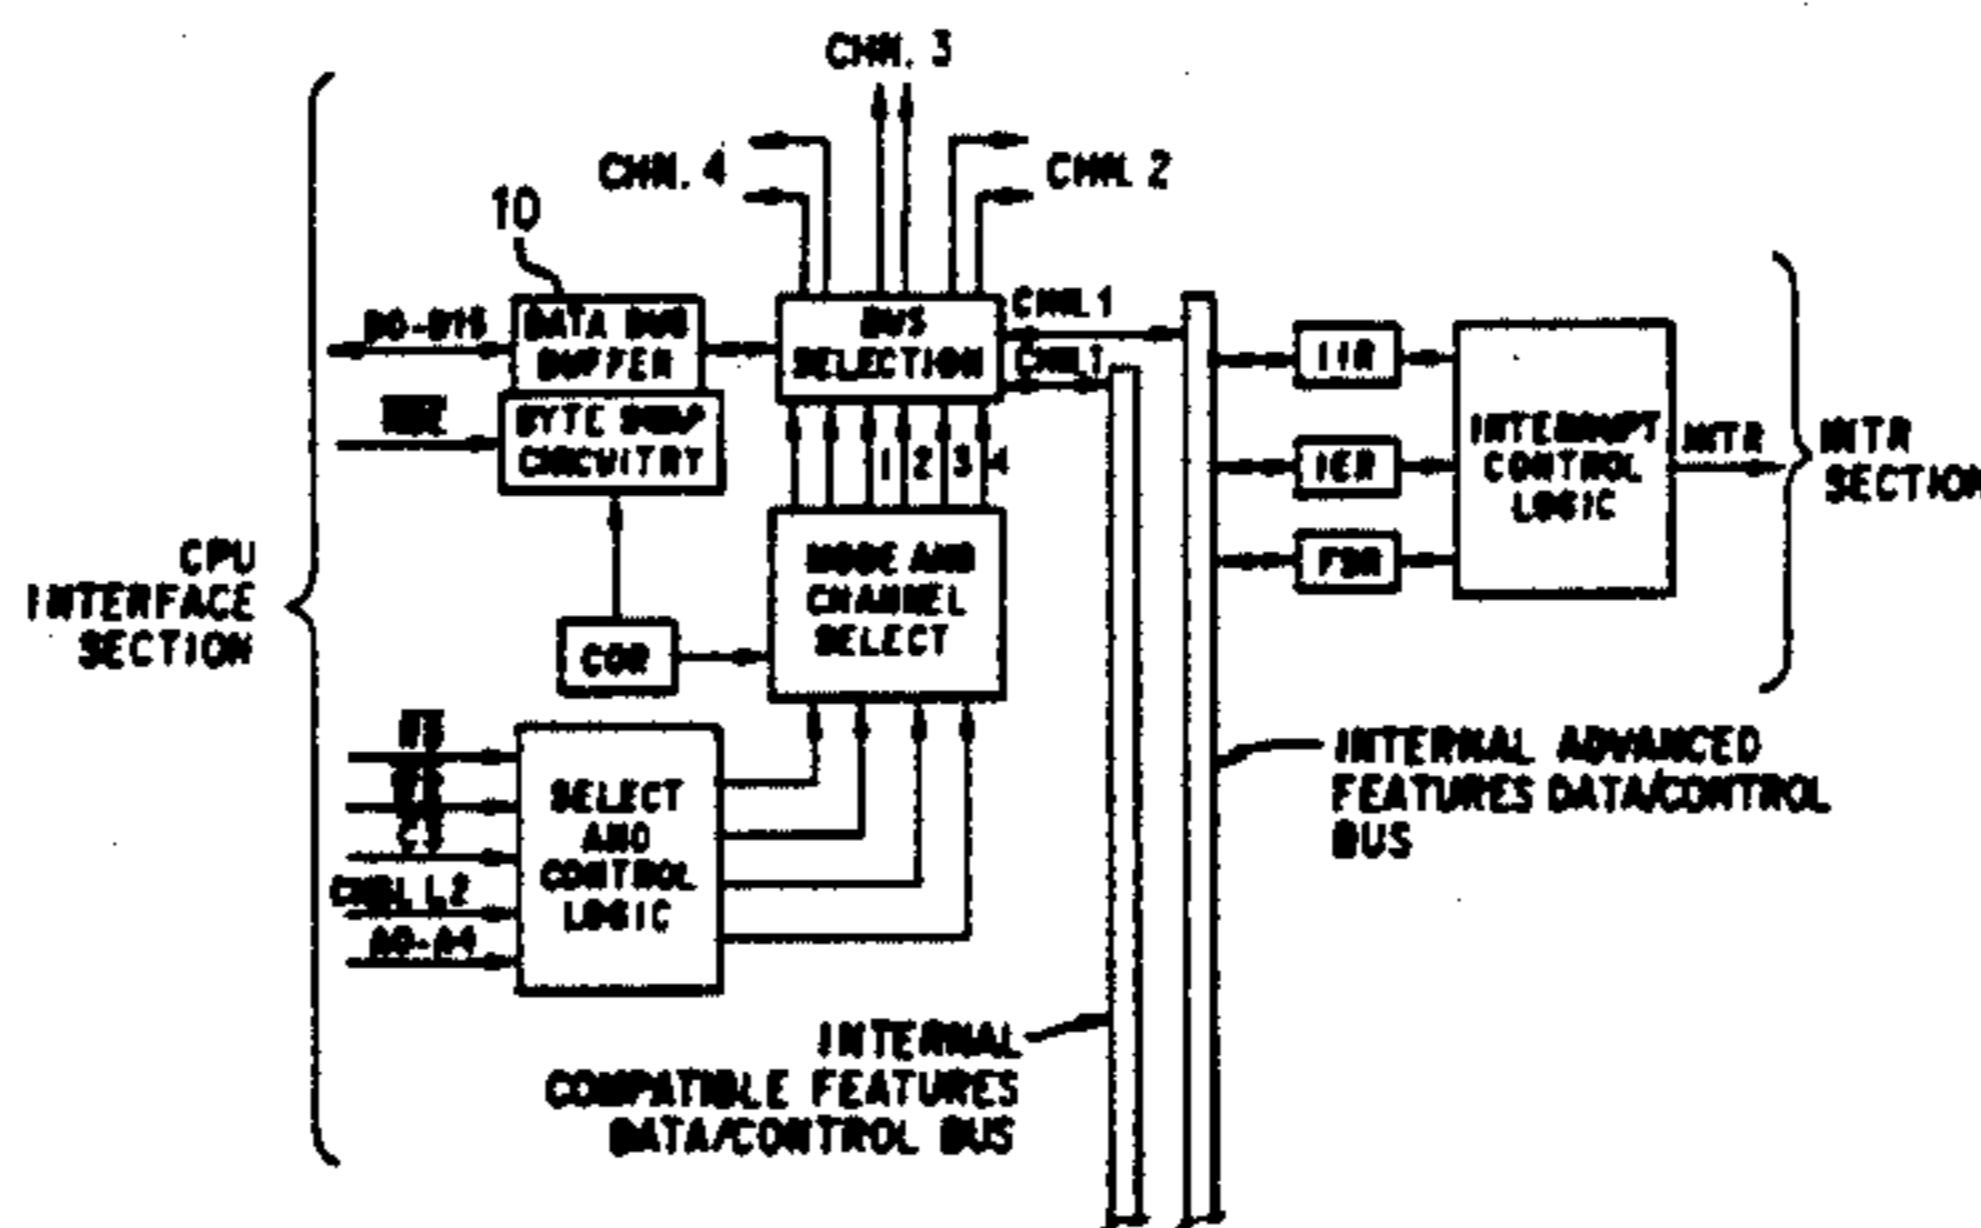 CHN. 3
CHN. 4
CHN. 2
10
CHN. 1
D0-D15
DATA BUS
BUFFER
BUS
SELECTION
CHN. 1
BYTE SWAP
CIRCUITRY
1 2 3 4
IIR
IER
INTERRUPT
CONTROL
LOGIC
INTR
INTR
SECTION
CPU
INTERFACE
SECTION
MODE AND
CHANNEL
SELECT
SELECT
AND
CONTROL
LOGIC
CS
A0-A4
INTERNAL ADVANCED
FEATURES DATA/CONTROL
BUS
INTERNAL
COMPATIBLE FEATURES
DATA/CONTROL BUS